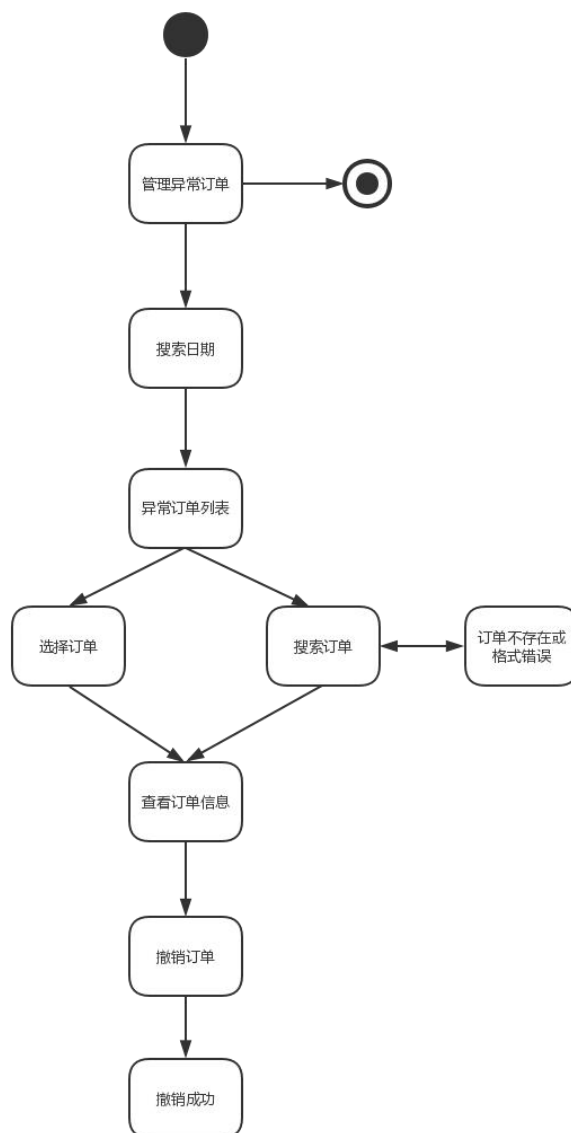 管理异常订单
搜索日期
异常订单列表
选择订单
搜索订单
订单不存在或
格式错误
查看订单信息
撤销订单
撤销成功